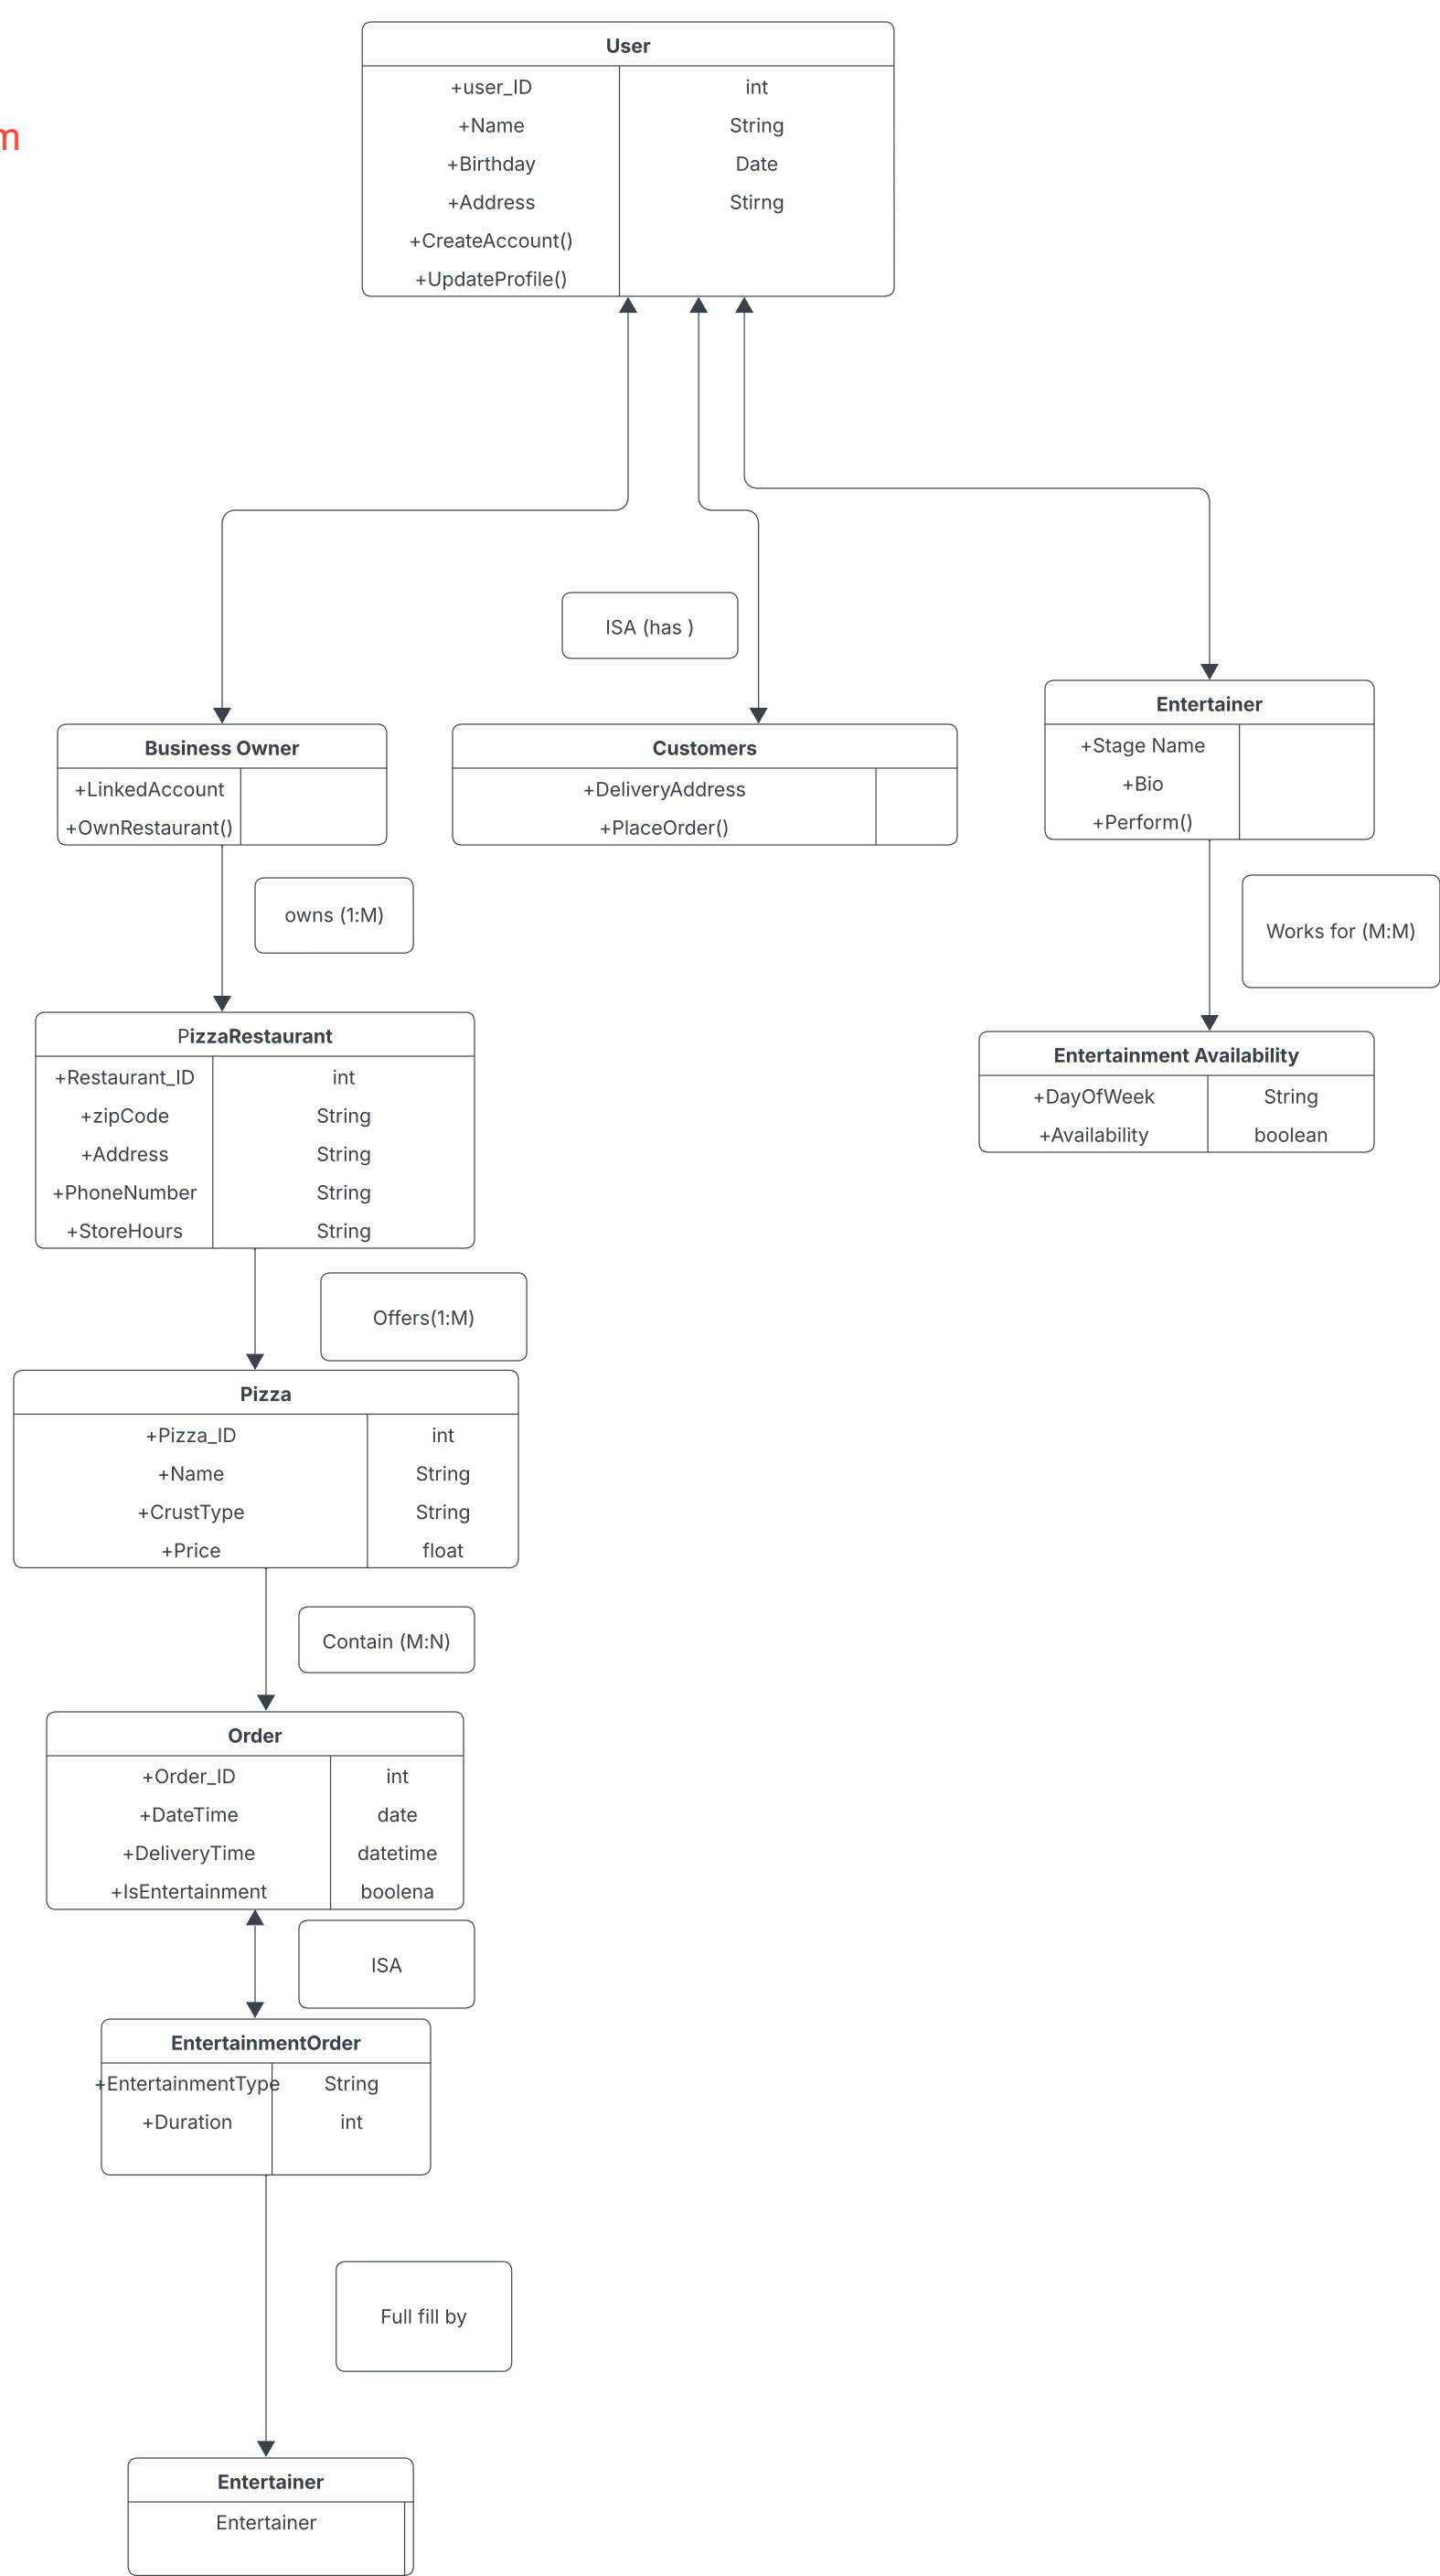 m
User
+user_ID int
+Name String
+Birthday Date
+Address Stirng
+CreateAccount()
+UpdateProfile()
ISA (has )
Business Owner
+LinkedAccount
+OwnRestaurant()
Customers
+DeliveryAddress
+PlaceOrder()
Entertainer
+Stage Name
+Bio
+Perform()
owns (1:M)
Works for (M:M)
PizzaRestaurant
+Restaurant_ID int
+zipCode String
+Address String
+PhoneNumber String
+StoreHours String
Entertainment Availability
+DayOfWeek String
+Availability boolean
Offers(1:M)
Pizza
+Pizza_ID int
+Name String
+CrustType String
+Price float
Contain (M:N)
Order
+Order_ID int
+DateTime date
+DeliveryTime datetime
+IsEntertainment boolena
ISA
EntertainmentOrder
+EntertainmentType String
+Duration int
Full fill by
Entertainer
Entertainer